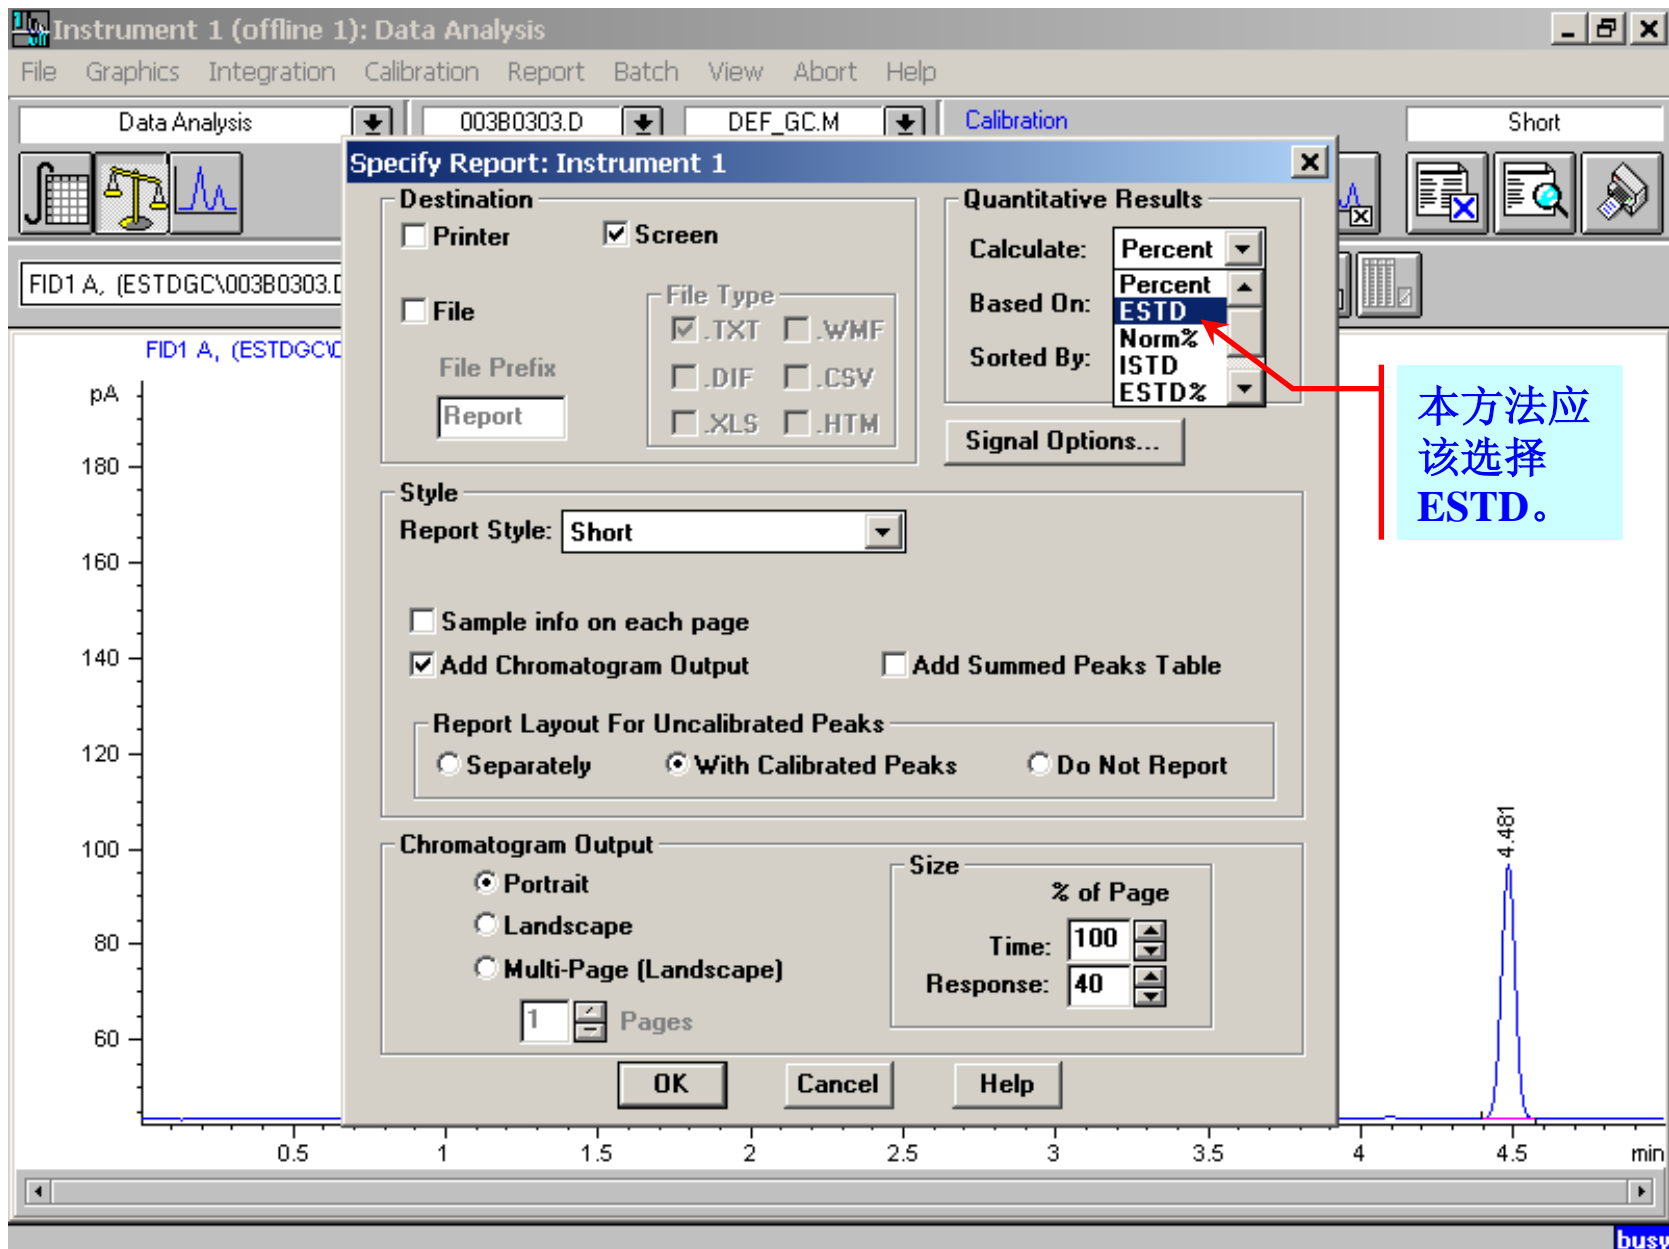 Instrument 1 (offline 1): Data Analysis
File Graphics Integration Calibration Report Batch View Abort Help
Data Analysis 003B0303.D DEF_GC.M Calibration Short
Specify Report: Instrument 1
Destination
Printer Screen
File
File Type
.TXT .WMF
.DIF .CSV
.XLS .HTM
File Prefix
Report
Quantitative Results
Calculate: Percent
Percent
ESTD
Norm%
ISTD
ESTD%
Based On:
Sorted By:
Signal Options...
本方法应
该选择
ESTD。
Style
Report Style: Short
Sample info on each page
Add Chromatogram Output Add Summed Peaks Table
Report Layout For Uncalibrated Peaks
Separately With Calibrated Peaks Do Not Report
Chromatogram Output
Portrait
Landscape
Multi-Page (Landscape)
1 Pages
Size
% of Page
Time: 100
Response: 40
OK Cancel Help
FID1 A, (ESTDGC\003B0303.D
FID1 A, (ESTDGC\
pA
180
160
140
120
100
80
60
4.481
0.5 1 1.5 2 2.5 3 3.5 4 4.5 min
busy